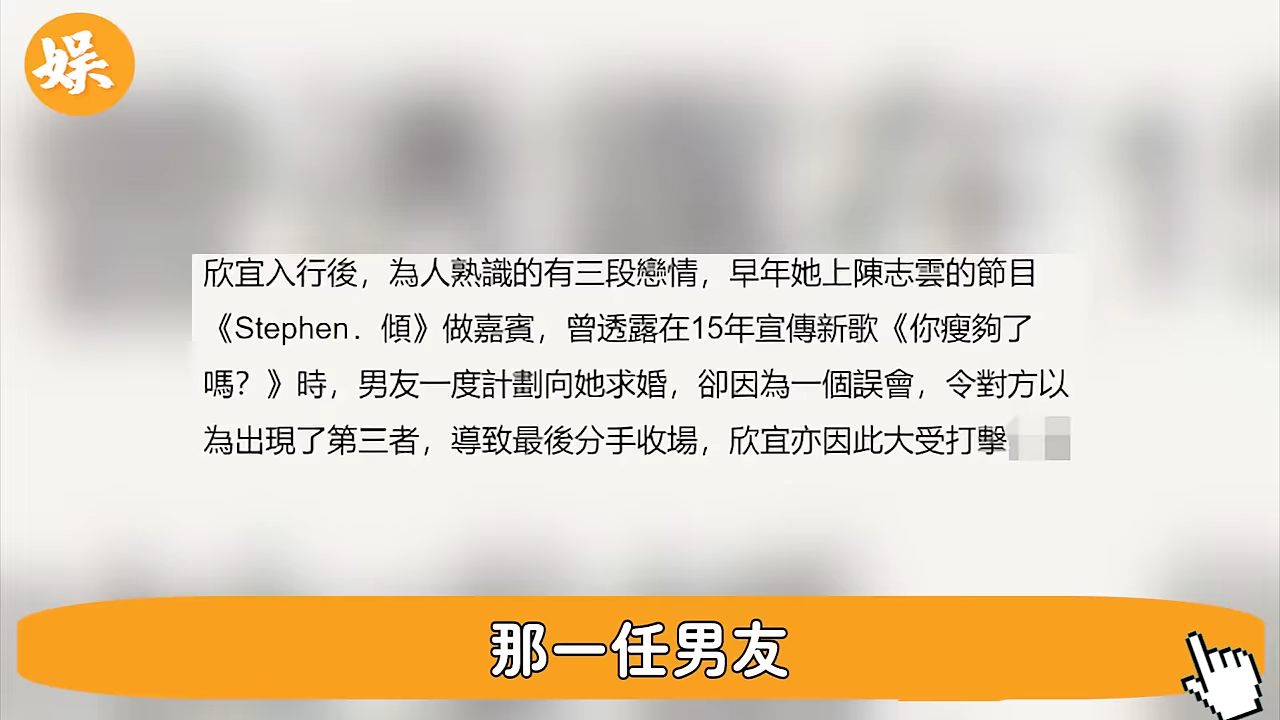 娱
欣宜入行後，為人熟識的有三段戀情，早年她上陳志雲的節目
《Stephen．傾》做嘉賓，曾透露在15年宣傳新歌《你瘦夠了
嗎？》時，男友一度計劃向她求婚，卻因為一個誤會，令對方以
為出現了第三者，導致最後分手收場，欣宜亦因此大受打擊
那一任男友